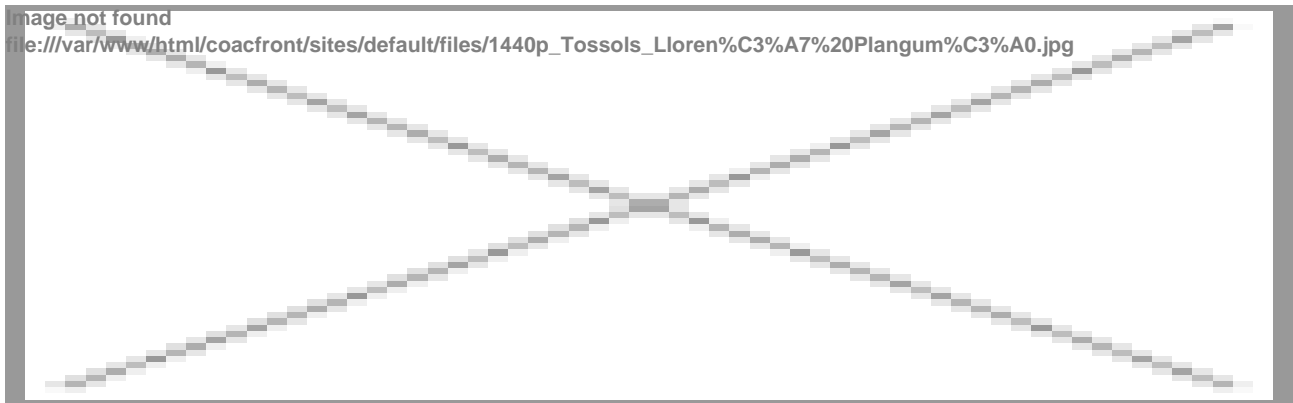 Image not found
file:///var/www/html/coacfront/sites/default/files/1440p_Tossols_Lloren%C3%A7%20Plangum%C3%A0.jpg